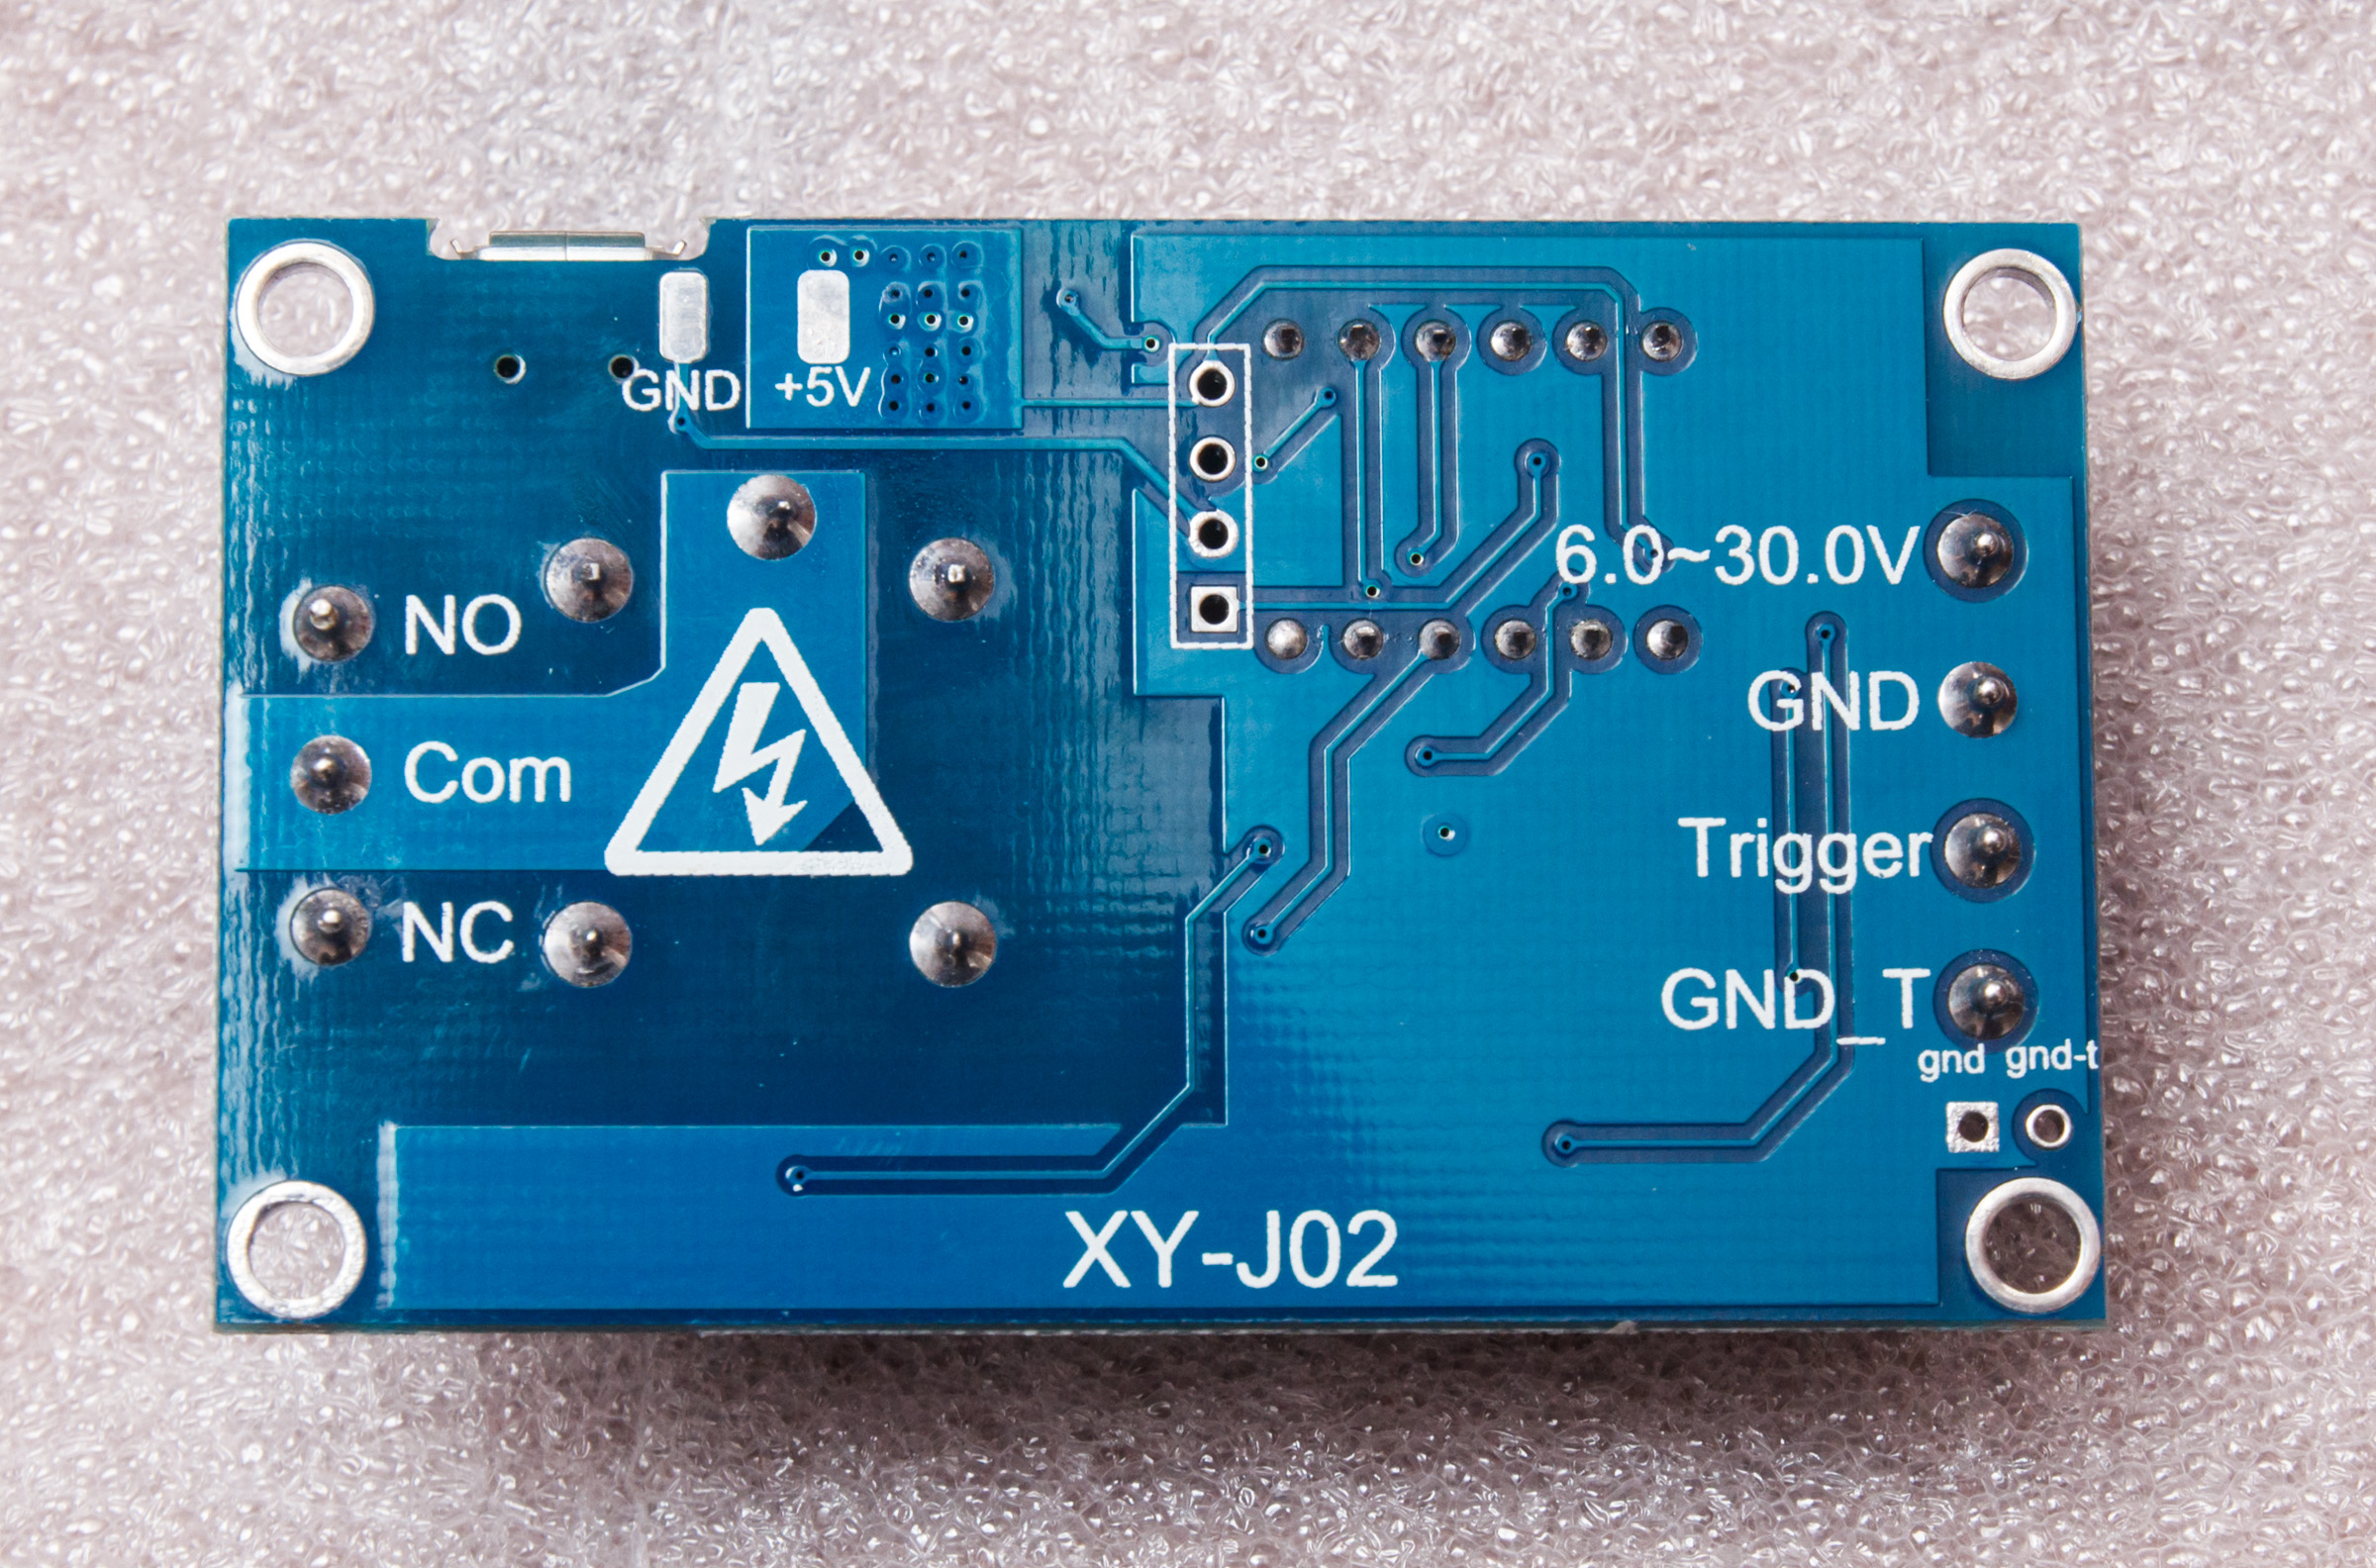 GND
+5V
6.0~30.0V
NO
GND
Com
Trigger
NC
GND_T
gnd gnd-t
XY-J02